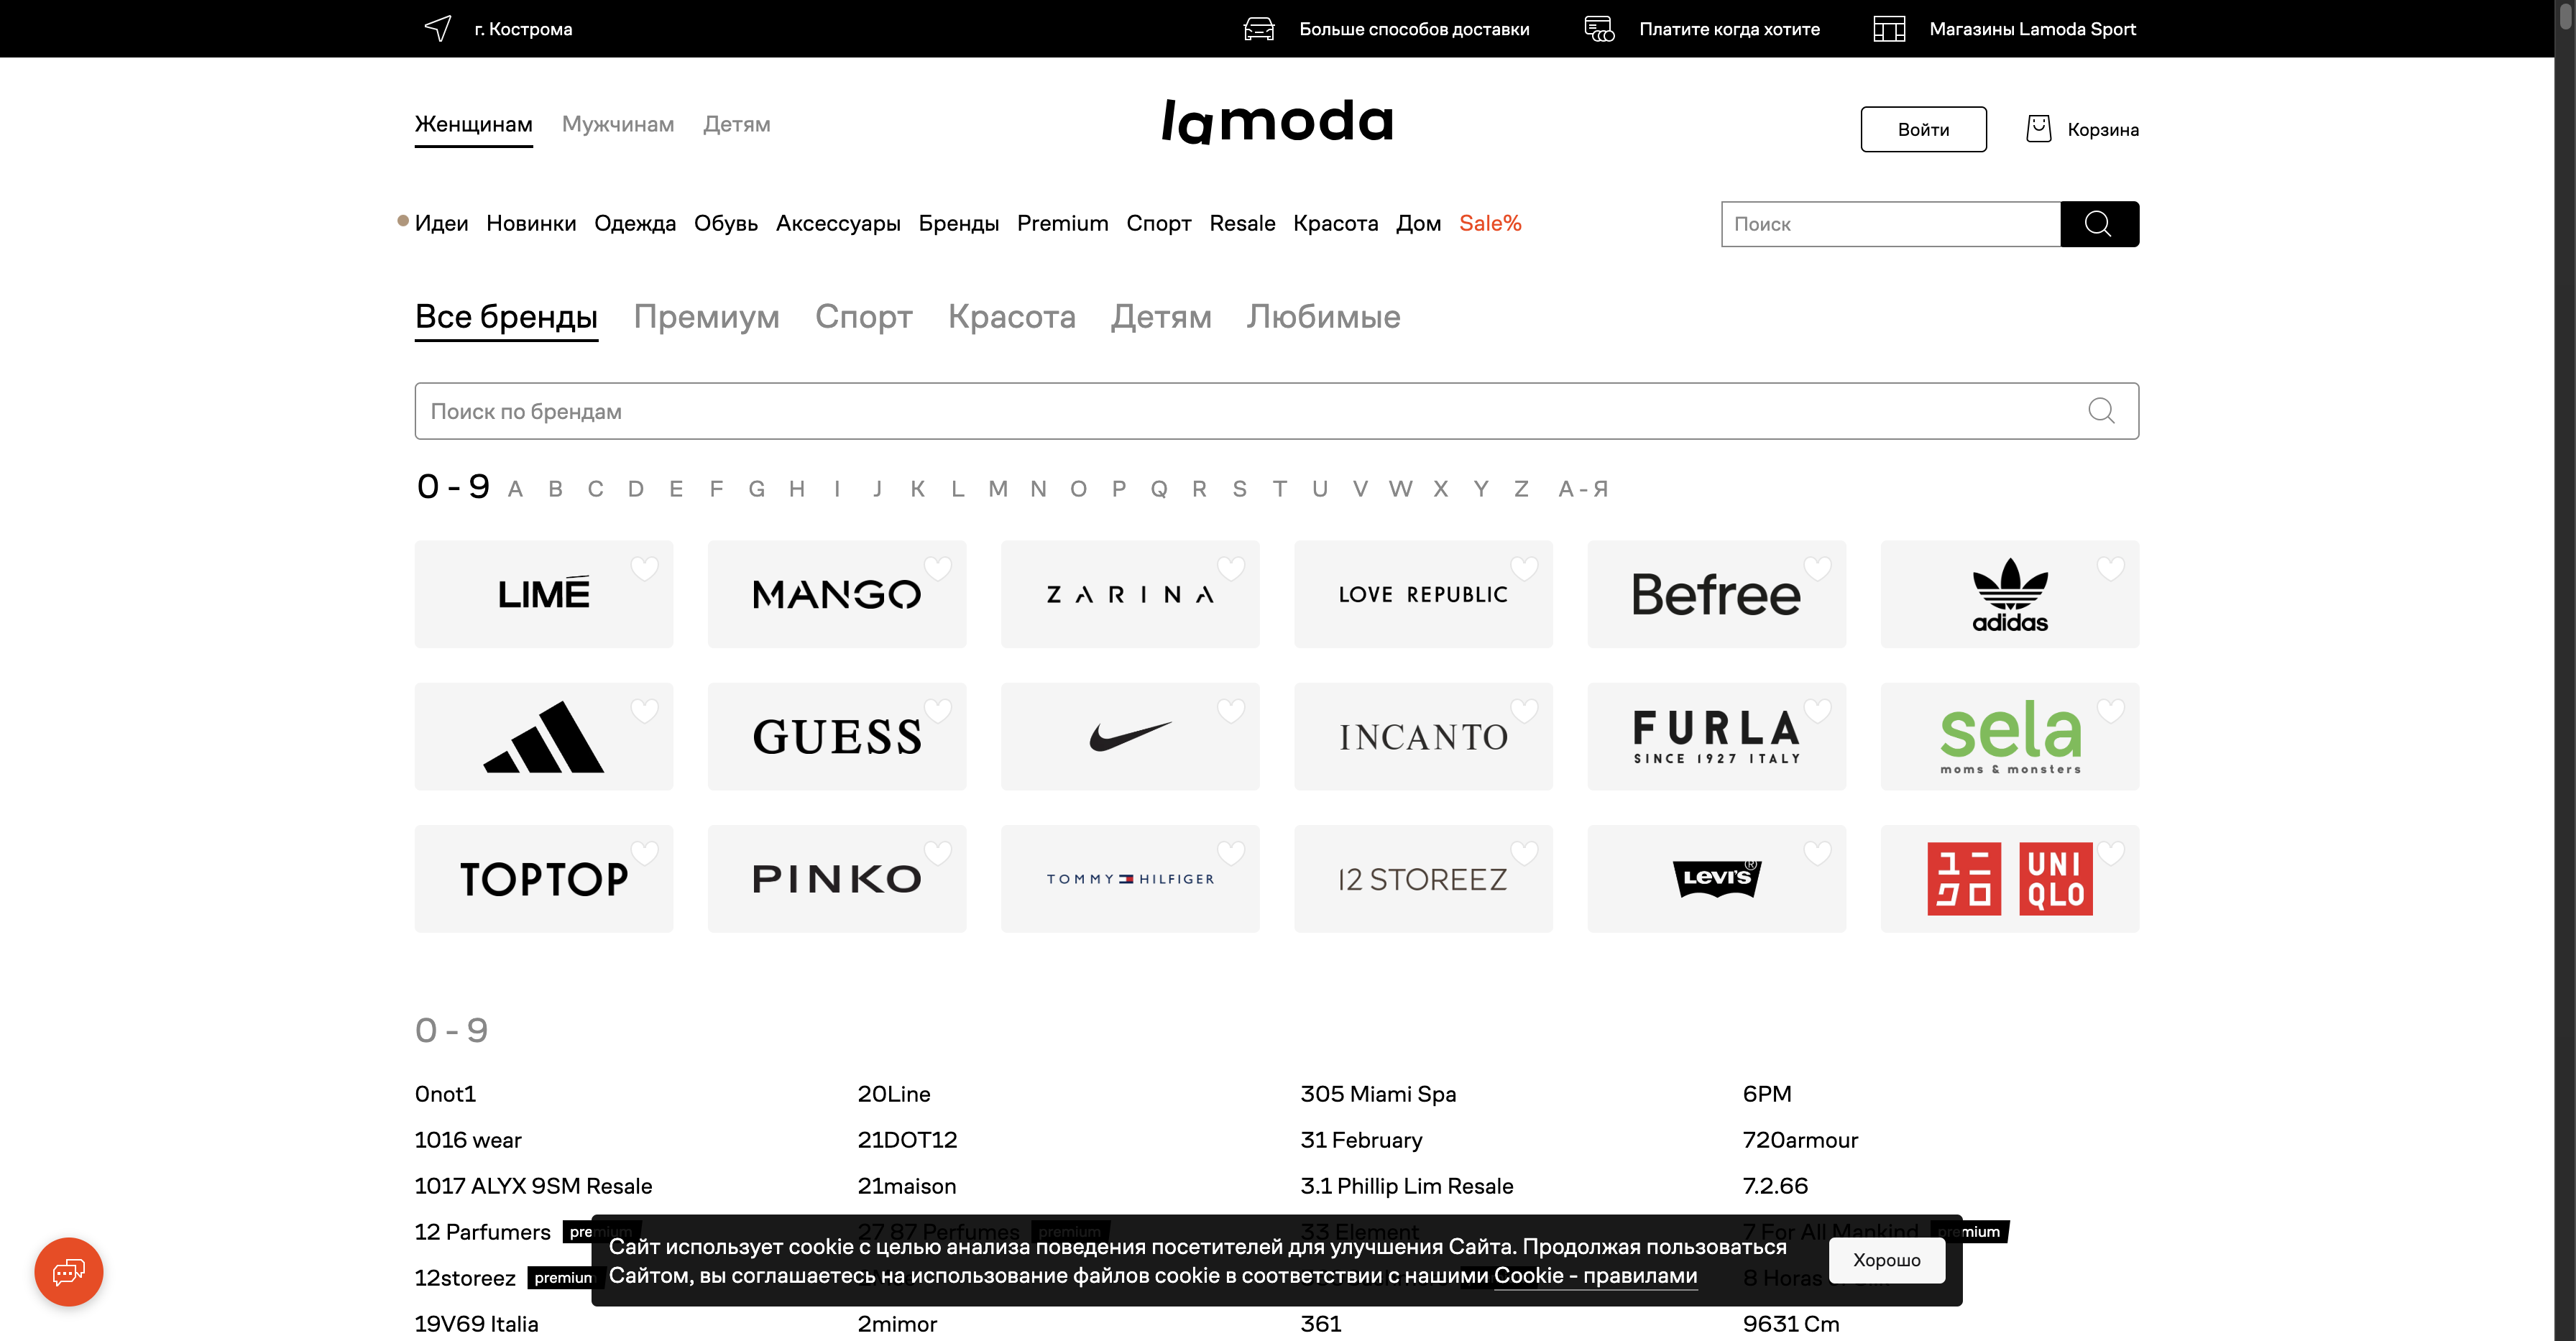 г. Кострома
Больше способов доставки
Платите когда хотите
Магазины Lamoda Sport
Женщинам Мужчинам Детям
lamoda
Войти
Корзина
Идеи Новинки Одежда Обувь Аксессуары Бренды Premium Спорт Resale Красота Дом Sale%
Поиск
Все бренды Премиум Спорт Красота Детям Любимые
Поиск по брендам
0 - 9 A B C D E F G H I J K L M N O P Q R S T U V W X Y Z А - Я
LIMÉ
MANGO
ZARINA
LOVE REPUBLIC
Befree
adidas
GUESS
INCANTO
FURLA
SINCE 1927 ITALY
sela
moms & monsters
TOPTOP
PINKO
TOMMY HILFIGER
12 STOREEZ
LEVI'S ®
ユニクロ
UNIQLO
0 - 9
0not1 20Line 305 Miami Spa 6PM
1016 wear 21DOT12 31 February 720armour
1017 ALYX 9SM Resale 21maison 3.1 Phillip Lim Resale 7.2.66
12 Parfumers premium 27 87 Perfumes premium 33 Element 7 For All Mankind premium
12storeez premium 8 Horas
19V69 Italia 2mimor 361 9631 Cm
Сайт использует cookie с целью анализа поведения посетителей для улучшения Сайта. Продолжая пользоваться
Сайтом, вы соглашаетесь на использование файлов cookie в соответствии с нашими Cookie - правилами
Хорошо